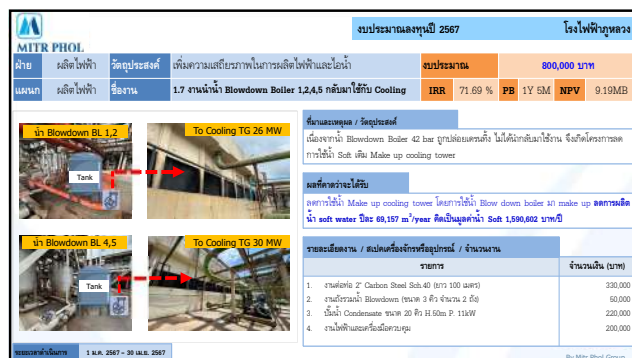 งบประมาณลงทุนปี 2567
โรงไฟฟ้าภูหลวง
MITR PHOL
ฝ่าย ผลิตไฟฟ้า วัตถุประสงค์ เพิ่มความเสถียรภาพในการผลิตไฟฟ้าและไอน้ำ งบประมาณ 800,000 บาท
แผนก ผลิตไฟฟ้า ชื่องาน 1.7 งานนำน้ำ Blowdown Boiler 1,2,4,5 กลับมาใช้กับ Cooling IRR 71.69 % PB 1Y 5M NPV 9.19MB
น้ำ Blowdown BL 1,2
To Cooling TG 26 MW
Tank
น้ำ Blowdown BL 4,5
To Cooling TG 30 MW
Tank
ที่มาและเหตุผล / วัตถุประสงค์
เนื่องจากน้ำ Blowdown Boiler 42 bar ถูกปล่อยเดรนทิ้ง ไม่ได้นำกลับมาใช้งาน จึงเกิดโครงการลด
การใช้น้ำ Soft เติม Make up cooling tower
ผลที่คาดว่าจะได้รับ
ลดการใช้น้ำ Make up cooling tower โดยการใช้น้ำ Blow down boiler มา make up ลดการผลิต
น้ำ soft water ปีละ 69,157 m³/year คิดเป็นมูลค่าน้ำ Soft 1,590,602 บาท/ปี
รายละเอียดงาน / สเปคเครื่องจักรหรืออุปกรณ์ / จำนวนงาน
รายการ จำนวนเงิน (บาท)
1. งานต่อท่อ 2" Carbon Steel Sch.40 (ยาว 100 เมตร) 330,000
2. งานถังรวมน้ำ Blowdown (ขนาด 3 คิว จำนวน 2 ถัง) 50,000
3. ปั๊มน้ำ Condensate ขนาด 20 คิว H.50m P. 11kW 220,000
4. งานไฟฟ้าและเครื่องมือควบคุม 200,000
ระยะเวลาดำเนินการ 1 ม.ค. 2567 – 30 เม.ย. 2567
By Mitr Phol Group